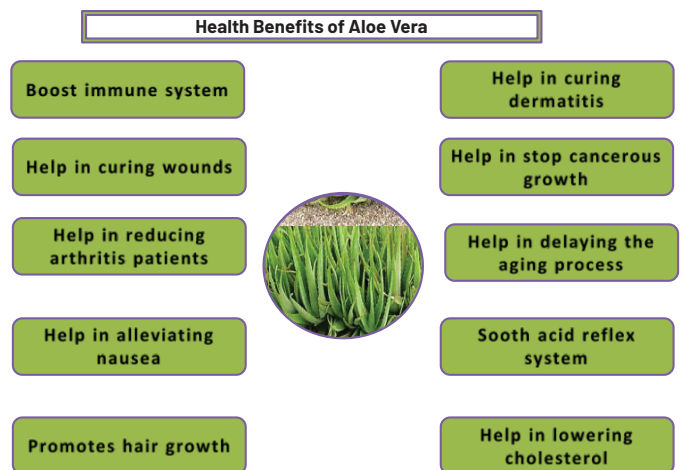 Health Benefits of Aloe Vera
Boost immune system
Help in curing wounds
Help in reducing
arthritis patients
Help in alleviating
nausea
Promotes hair growth
Help in curing
dermatitis
Help in stop cancerous
growth
Help in delaying the
aging process
Sooth acid reflex
system
Help in lowering
cholesterol